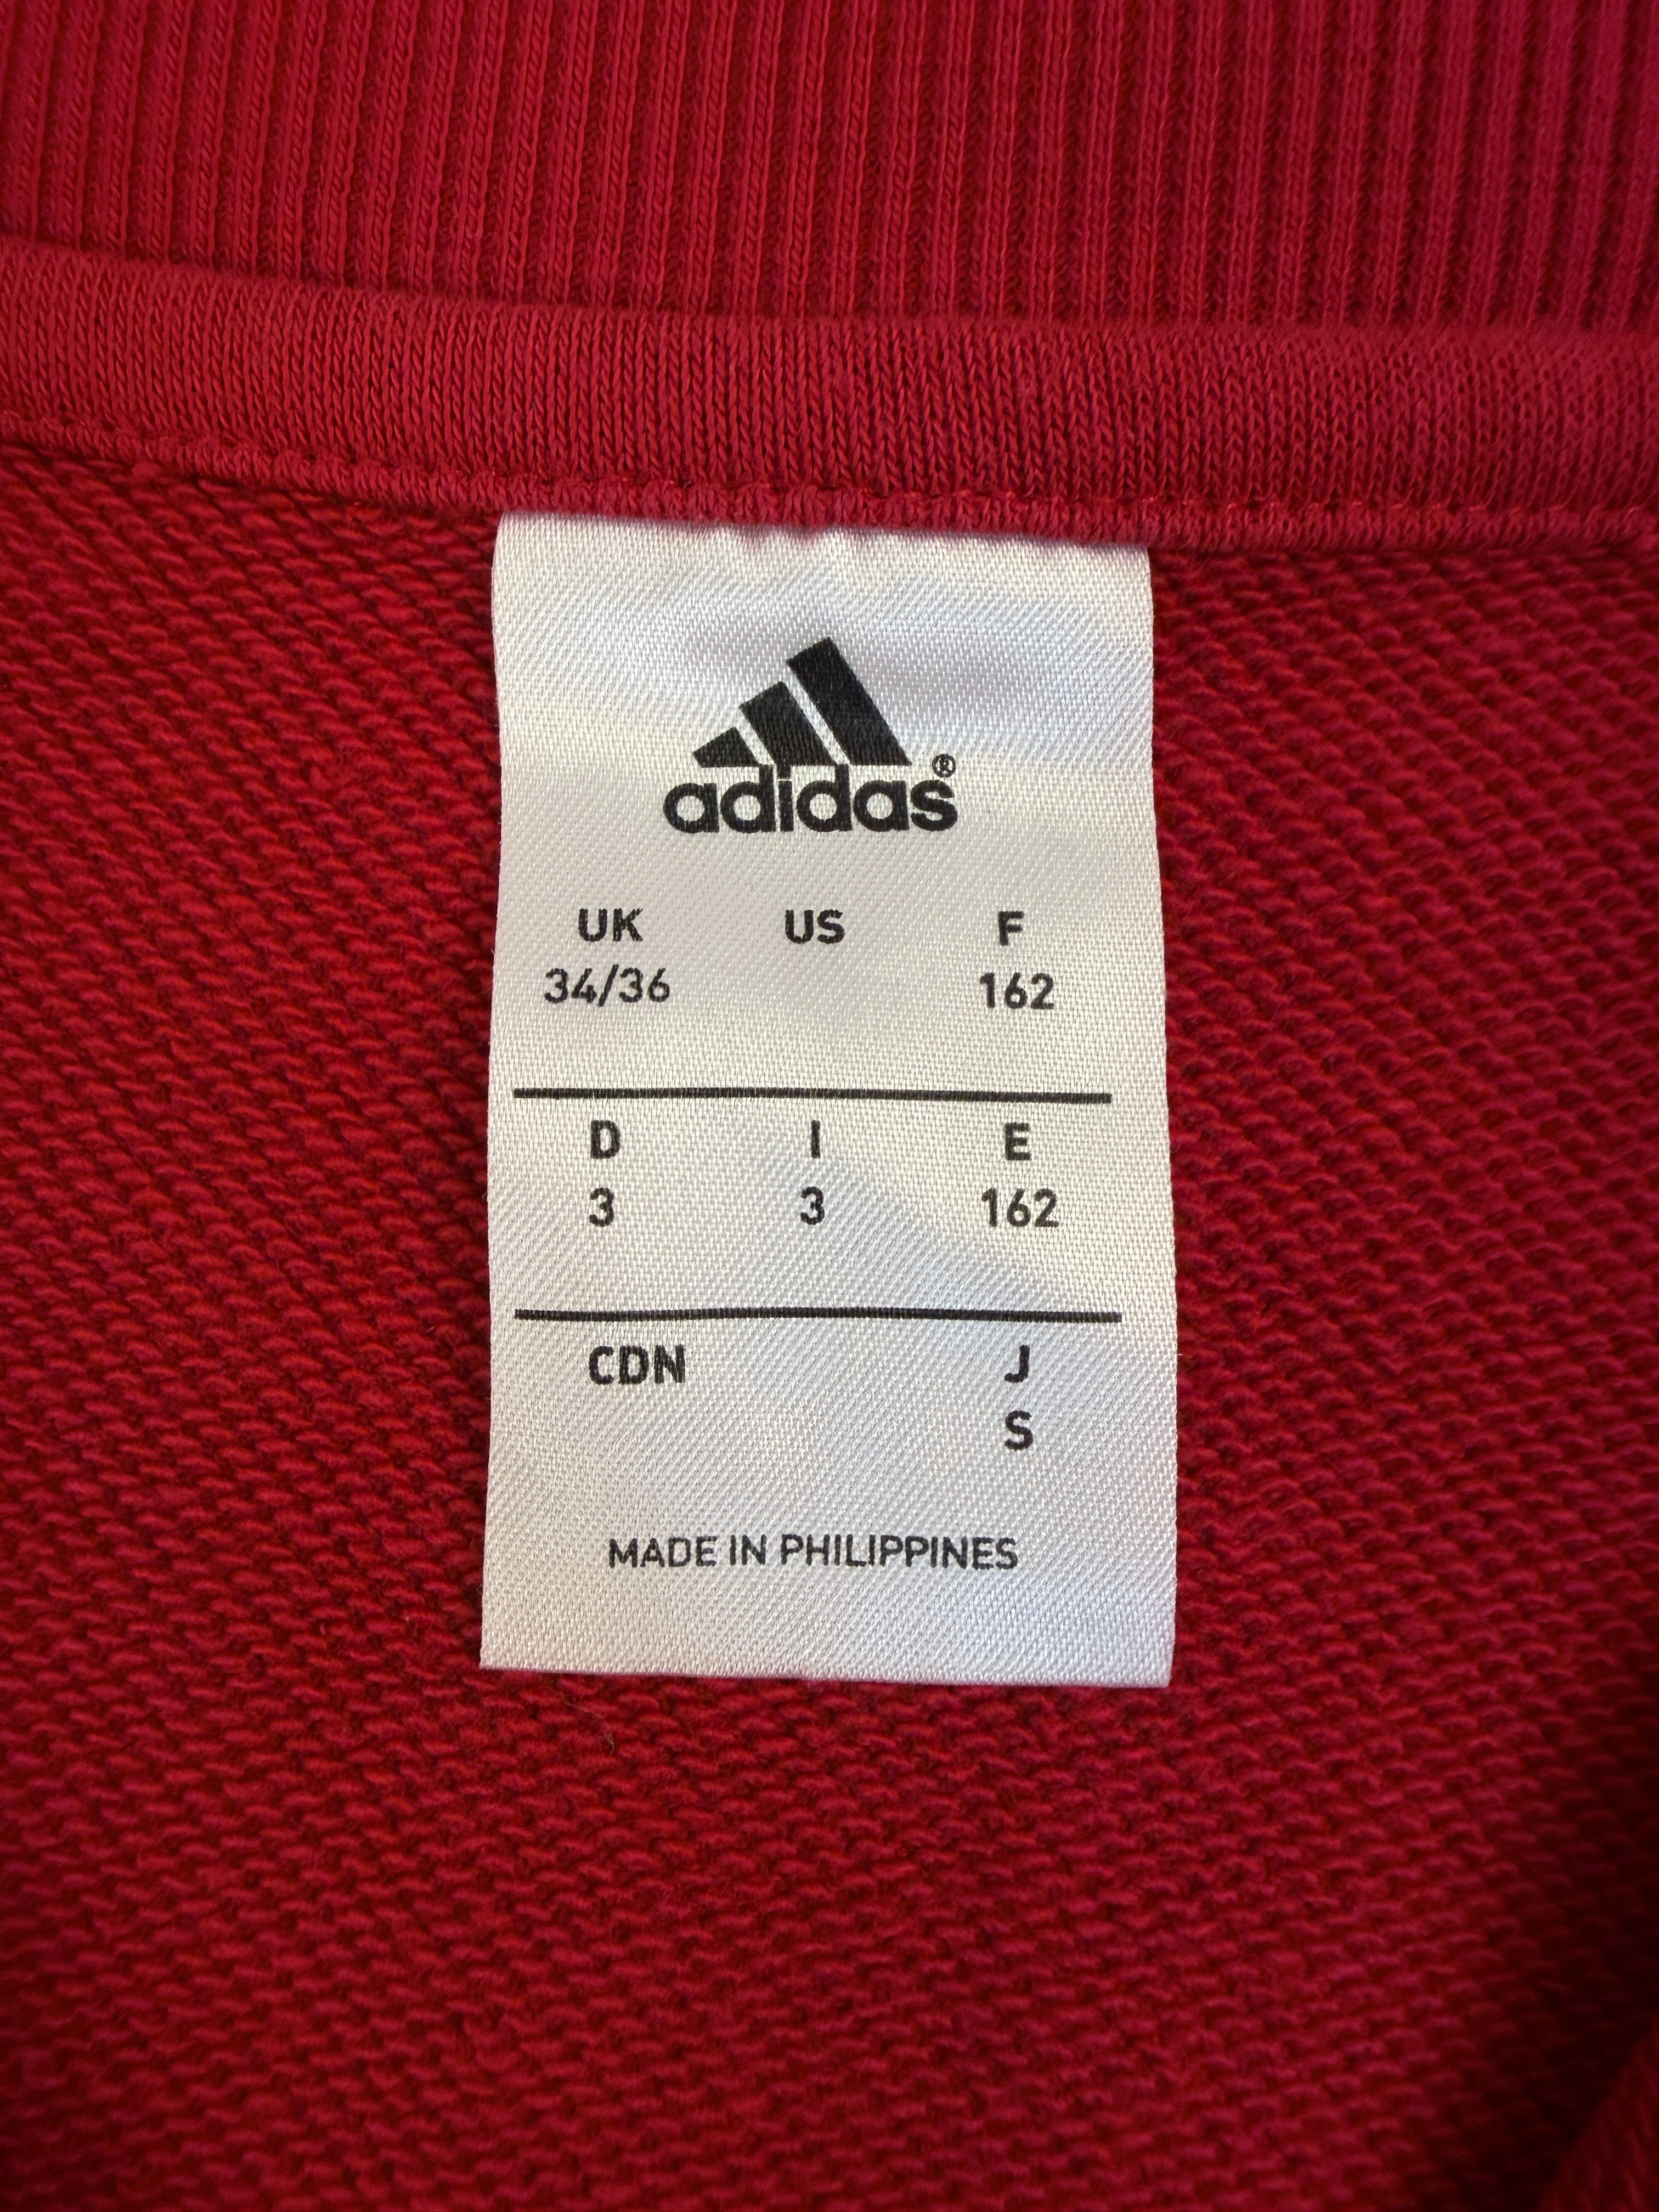 adidas®
UK US F
34/36 162
D I E
3 3 162
CDN J
S
MADE IN PHILIPPINES